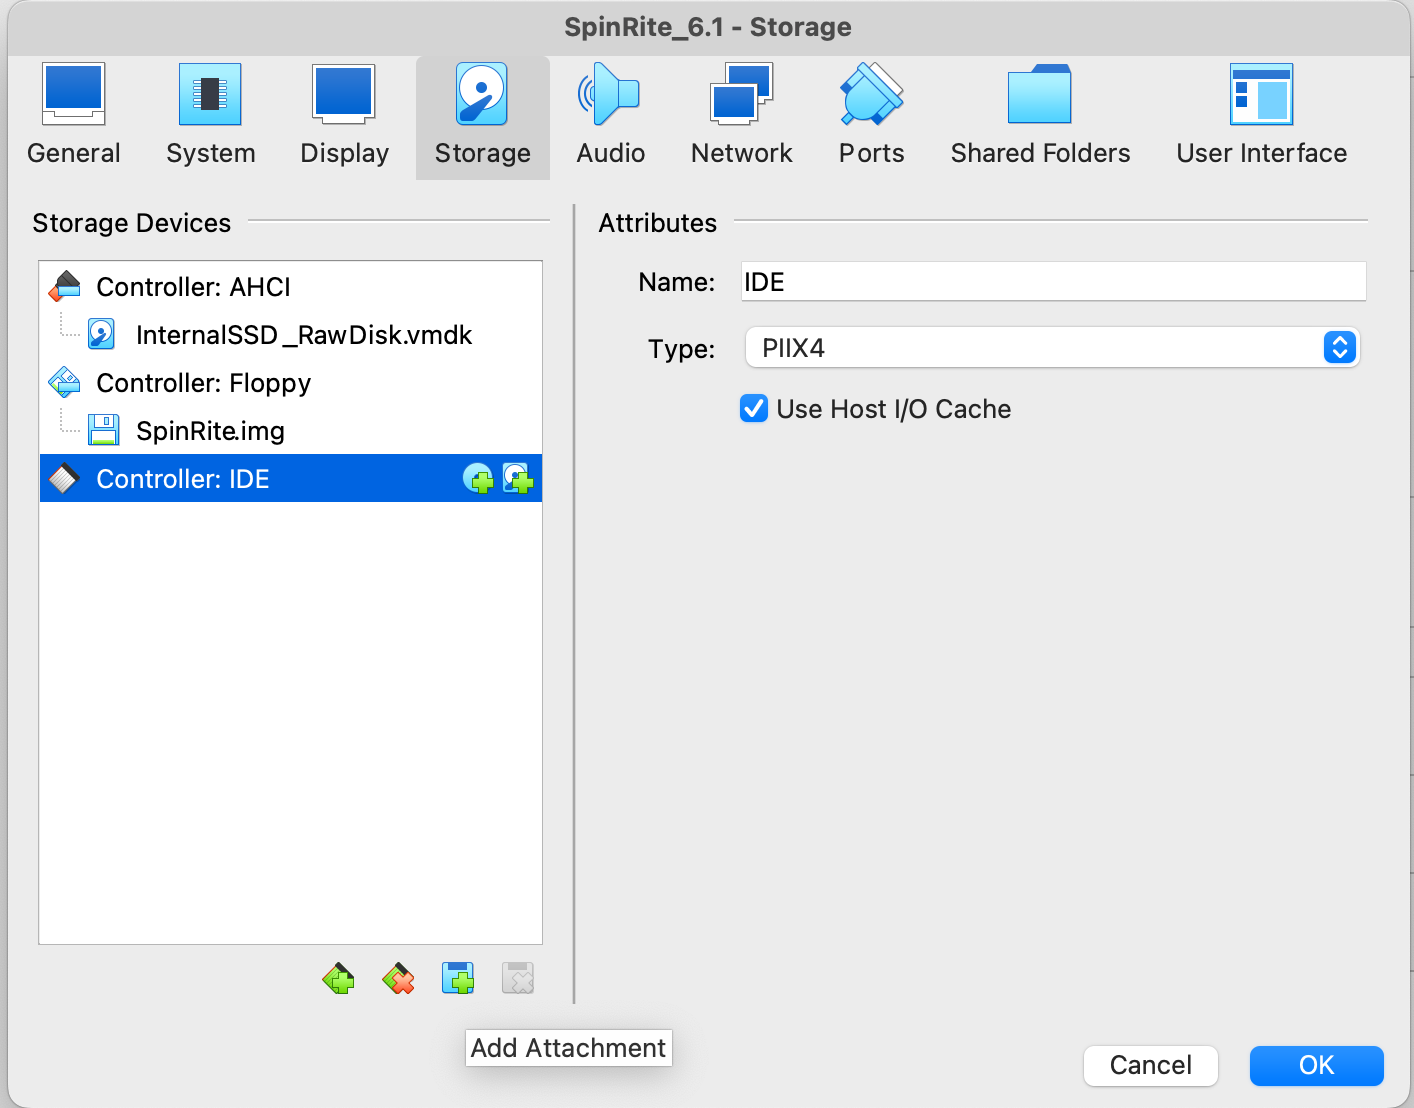 SpinRite_6.1 - Storage
General System Display Storage Audio Network Ports Shared Folders User Interface
Storage Devices
Controller: AHCI
InternalSSD_RawDisk.vmdk
Controller: Floppy
SpinRite.img
Controller: IDE
Attributes
Name: IDE
Type: PIIX4
Use Host I/O Cache
Add Attachment
Cancel OK